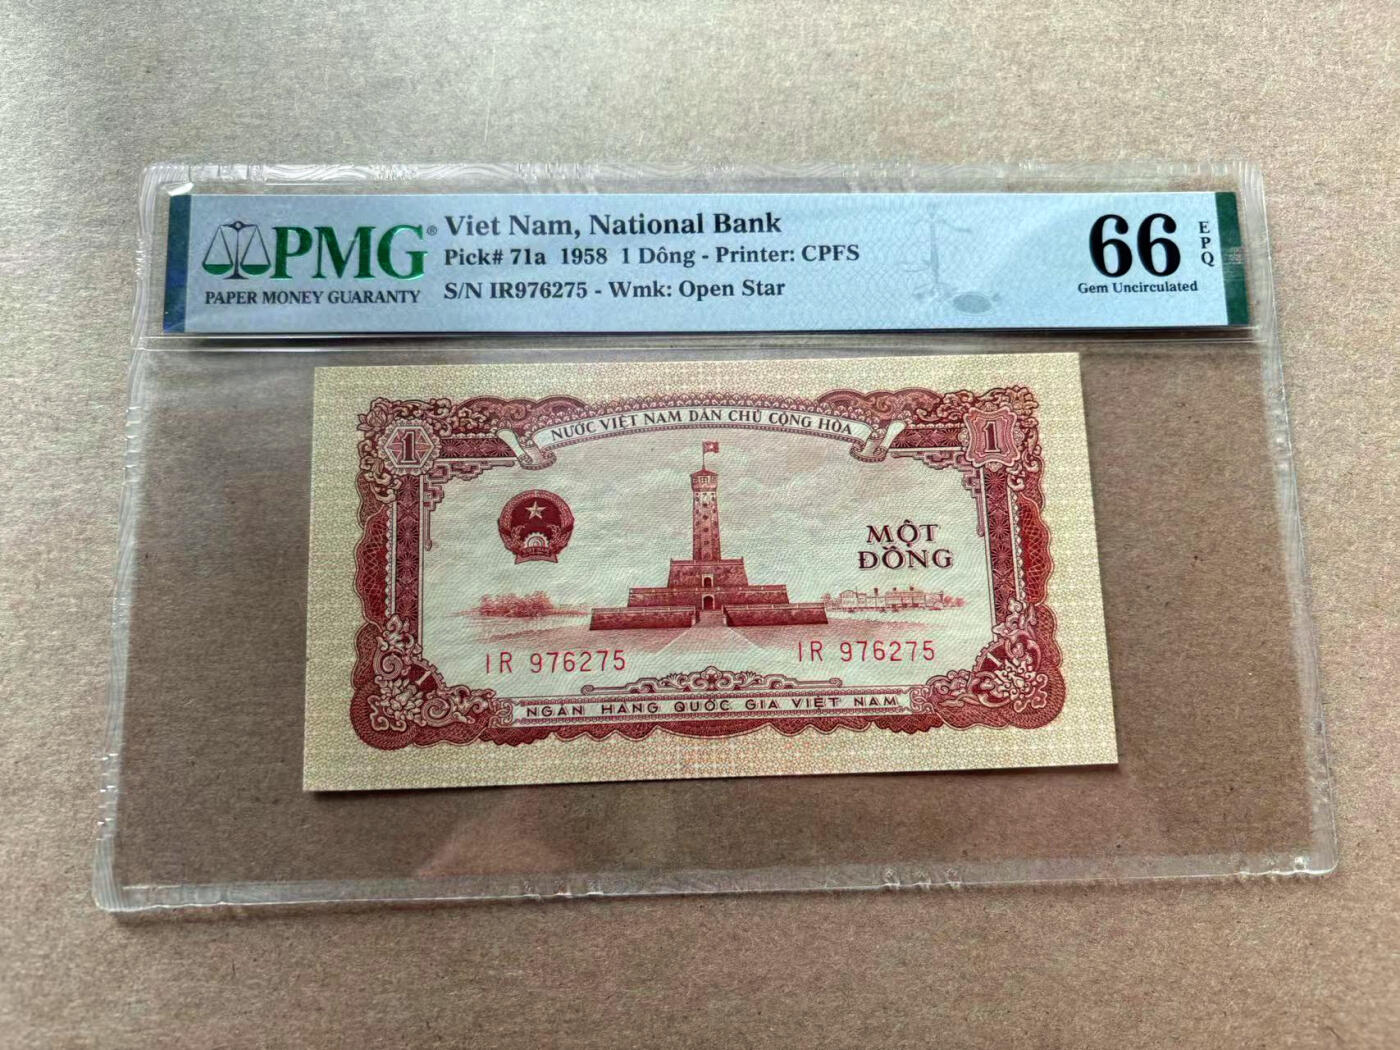 PMG®
PAPER MONEY GUARANTY
Viet Nam, National Bank
Pick# 71a 1958 1 Dông - Printer: CPFS
S/N IR976275 - Wmk: Open Star
66
EPQ
Gem Uncirculated
NƯỚC VIỆT NAM DÂN CHỦ CỘNG HÒA
1
1
MỘT
ĐỒNG
IR 976275
IR 976275
1
1
NGÂN HÀNG QUỐC GIA VIỆT NAM